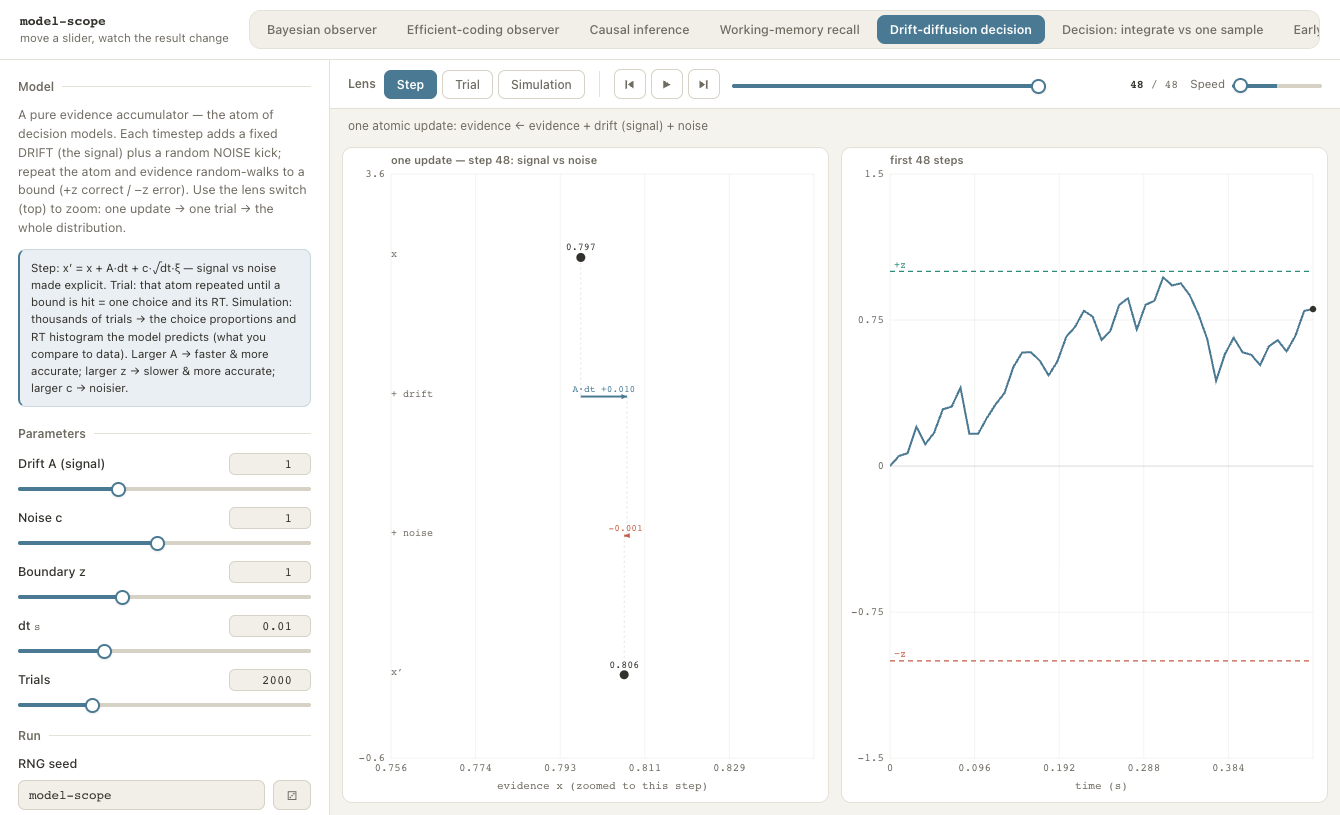 model-scope
move a slider, watch the result change
Bayesian observer
Efficient-coding observer
Causal inference
Working-memory recall
Drift-diffusion decision
Decision: integrate vs one sample
Early
Model
A pure evidence accumulator — the atom of
decision models. Each timestep adds a fixed
DRIFT (the signal) plus a random NOISE kick;
repeat the atom and evidence random-walks to a
bound (+z correct / −z error). Use the lens switch
(top) to zoom: one update → one trial → the
whole distribution.
Step: x′ = x + A·dt + c·√dt·ξ — signal vs noise
made explicit. Trial: that atom repeated until a
bound is hit = one choice and its RT. Simulation:
thousands of trials → the choice proportions and
RT histogram the model predicts (what you
compare to data). Larger A → faster & more
accurate; larger z → slower & more accurate;
larger c → noisier.
Parameters
Drift A (signal)
1
Noise c
1
Boundary z
1
dt s
0.01
Trials
2000
Run
RNG seed
model-scope
Lens
Step
Trial
Simulation
48 / 48
Speed
one atomic update: evidence ← evidence + drift (signal) + noise
one update — step 48: signal vs noise
3.6
x
0.797
+ drift
A·dt +0.010
+ noise
−0.001
x′
0.806
−0.6
0.756
0.774
0.793
0.811
0.829
evidence x (zoomed to this step)
first 48 steps
1.5
+z
0.75
0
−0.75
−z
−1.5
0
0.096
0.192
0.288
0.384
time (s)